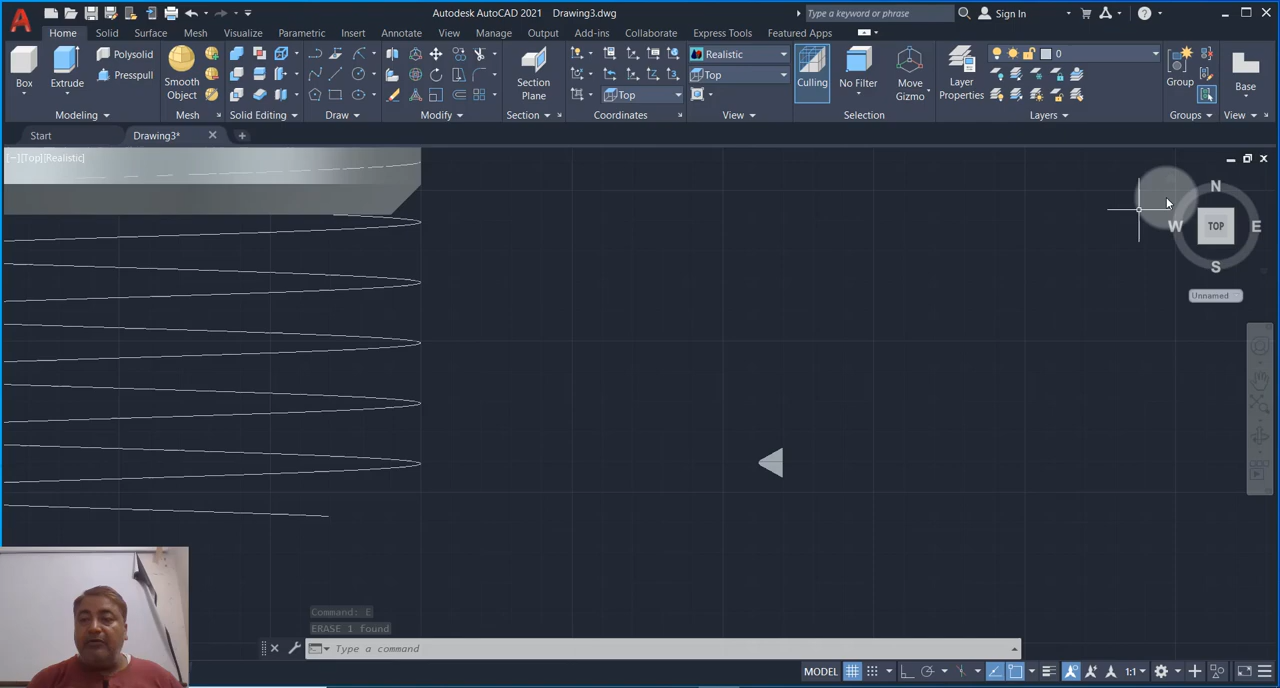 Autodesk AutoCAD 2021 Drawing3.dwg
Type a keyword or phrase
Sign In
Home Solid Surface Mesh Visualize Parametric Insert Annotate View Manage Output Add-ins Collaborate Express Tools Featured Apps
Box
Extrude
Polysolid
Presspull
Smooth
Object
Section
Plane
Top
Realistic
Top
Culling
No Filter
Move
Gizmo
Layer
Properties
0
Group
Base
Modeling
Mesh
Solid Editing
Draw
Modify
Section
Coordinates
View
Selection
Layers
Groups
View
Start
Drawing3*
[−][Top][Realistic]
N
W
TOP
E
S
Unnamed
Command: E
ERASE 1 found
Type a command
MODEL
1:1